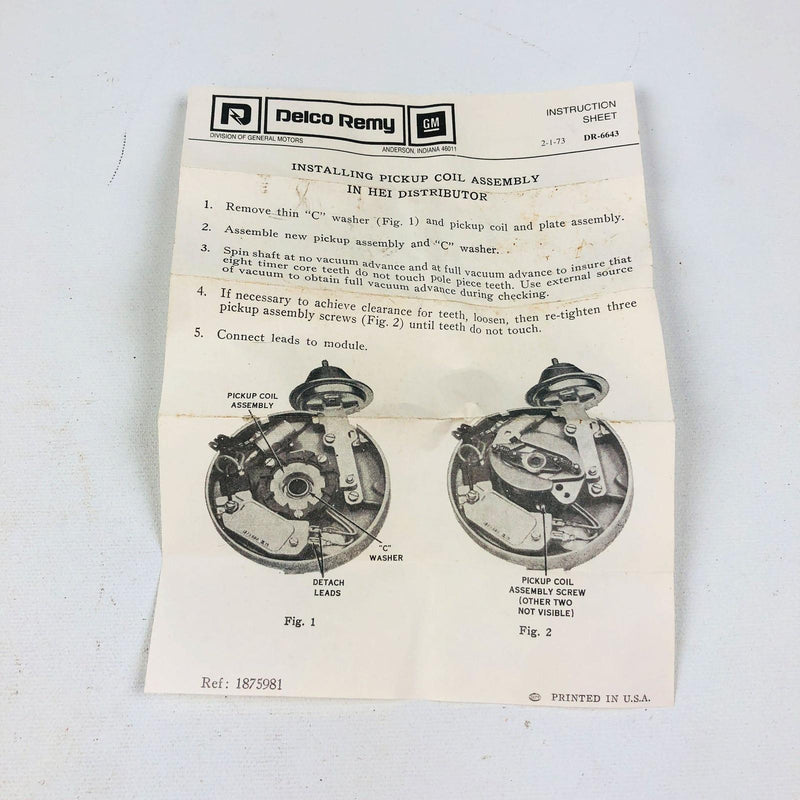 Delco Remy
GM
INSTRUCTION
SHEET
DIVISION OF GENERAL MOTORS
ANDERSON, INDIANA 46011
2-1-73 DR-6643
INSTALLING PICKUP COIL ASSEMBLY
IN HEI DISTRIBUTOR
1. Remove thin "C" washer (Fig. 1) and pickup coil and plate assembly.
2. Assemble new pickup assembly and "C" washer.
3. Spin shaft at no vacuum advance and at full vacuum advance to insure that
eight timer core teeth do not touch pole piece teeth. Use external source
of vacuum to obtain full vacuum advance during checking.
4. If necessary to achieve clearance for teeth, loosen, then re-tighten three
pickup assembly screws (Fig. 2) until teeth do not touch.
5. Connect leads to module.
PICKUP COIL
ASSEMBLY
"C"
WASHER
DETACH
LEADS
Fig. 1
PICKUP COIL
ASSEMBLY SCREW
(OTHER TWO
NOT VISIBLE)
Fig. 2
Ref: 1875981
PRINTED IN U.S.A.